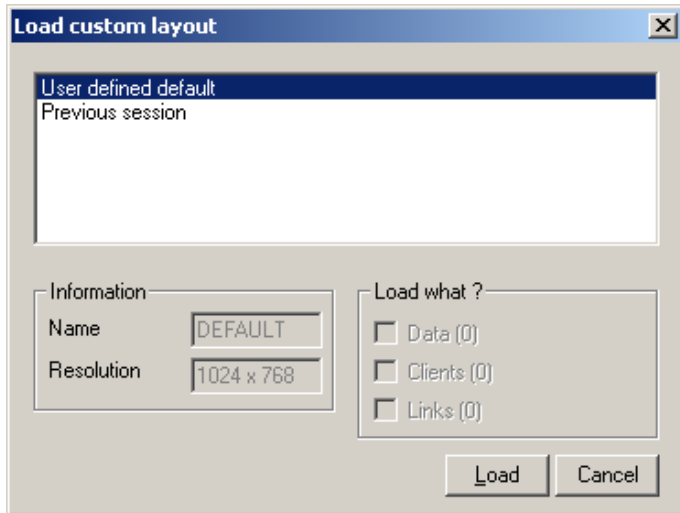 Load custom layout
User defined default
Previous session
Information
Name DEFAULT
Resolution 1024 x 768
Load what ?
Data (0)
Clients (0)
Links (0)
Load Cancel